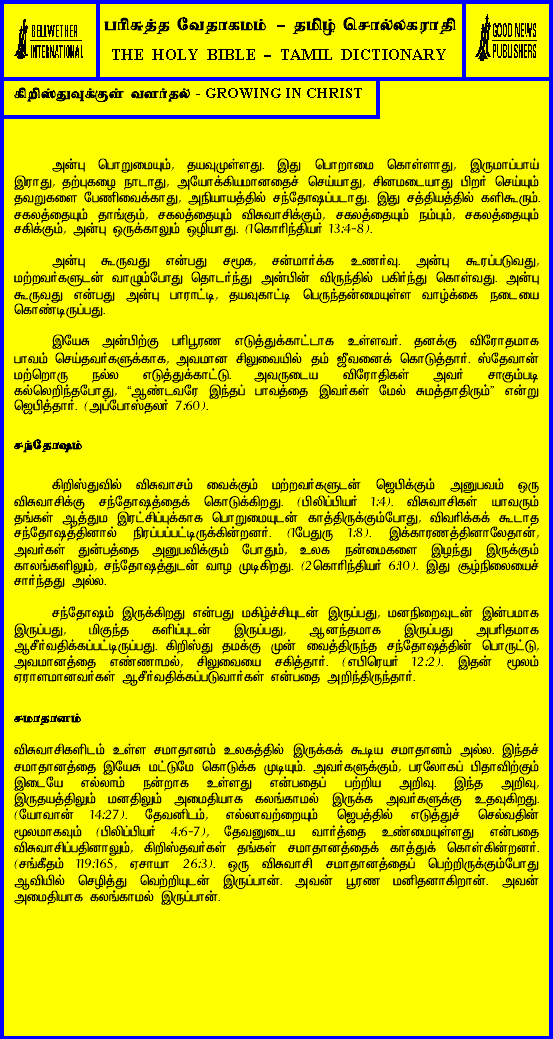 BELLWETHER
INTERNATIONAL
பரிசுத்த வேதாகமம் – தமிழ் சொல்லகராதி
THE HOLY BIBLE – TAMIL DICTIONARY
GOOD NEWS
PUBLISHERS
கிறிஸ்துவுக்குள் வளர்தல் - GROWING IN CHRIST
அன்பு பொறுமையும், தயவுமுள்ளது. இது பொறாமை கொள்ளாது, இருமாப்பாய்
இராது, தற்புகழை நாடாது, அயோக்கியமானதைச் செய்யாது, சினமடையாது பிறர் செய்யும்
தவறுகளை பேணிவைக்காது, அநியாயத்தில் சந்தோஷப்படாது. இது சத்தியத்தில் களிகூரும்.
சகலத்தையும் தாங்கும், சகலத்தையும் விசுவாசிக்கும், சகலத்தையும் நம்பும், சகலத்தையும்
சகிக்கும், அன்பு ஒருக்காலும் ஒழியாது. (1கொரிந்தியர் 13:4-8).
அன்பு கூருவது என்பது சமூக, சன்மார்க்க உணர்வு. அன்பு கூரப்படுவது,
மற்றவர்களுடன் வாழும்போது தொடர்ந்து அன்பின் விருந்தில் பகிர்ந்து கொள்வது. அன்பு
கூருவது என்பது அன்பு பாராட்டி, தயவுகாட்டி பெருந்தன்மையுள்ள வாழ்க்கை நடையை
கொண்டிருப்பது.
இயேசு அன்பிற்கு பரிபூரண எடுத்துக்காட்டாக உள்ளவர். தனக்கு விரோதமாக
பாவம் செய்தவர்களுக்காக, அவமான சிலுவையில் தம் ஜீவனைக் கொடுத்தார். ஸ்தேவான்
மற்றொரு நல்ல எடுத்துக்காட்டு. அவருடைய விரோதிகள் அவர் சாகும்படி
கல்லெறிந்தபோது, “ஆண்டவரே இந்தப் பாவத்தை இவர்கள் மேல் சுமத்தாதிரும்” என்று
ஜெபித்தார். (அப்போஸ்தலர் 7:60).
சந்தோஷம்
கிறிஸ்துவில் விசுவாசம் வைக்கும் மற்றவர்களுடன் ஜெபிக்கும் அனுபவம் ஒரு
விசுவாசிக்கு சந்தோஷத்தைக் கொடுக்கிறது. (பிலிப்பியர் 1:4). விசுவாசிகள் யாவரும்
தங்கள் ஆத்தும இரட்சிப்புக்காக பொறுமையுடன் காத்திருக்கும்போது, விவரிக்கக் கூடாத
சந்தோஷத்தினால் நிரப்பப்பட்டிருக்கின்றனர். (1பேதுரு 1:8). இக்காரணத்தினாலேதான்,
அவர்கள் துன்பத்தை அனுபவிக்கும் போதும், உலக நன்மைகளை இழந்து இருக்கும்
காலங்களிலும், சந்தோஷத்துடன் வாழ முடிகிறது. (2கொரிந்தியர் 6:10). இது சூழ்நிலையைச்
சார்ந்தது அல்ல.
சந்தோஷம் இருக்கிறது என்பது மகிழ்ச்சியுடன் இருப்பது, மனநிறைவுடன் இன்பமாக
இருப்பது, மிகுந்த களிப்புடன் இருப்பது, ஆனந்தமாக இருப்பது அபரிதமாக
ஆசீர்வதிக்கப்பட்டிருப்பது. கிறிஸ்து தமக்கு முன் வைத்திருந்த சந்தோஷத்தின் பொருட்டு,
அவமானத்தை எண்ணாமல், சிலுவையை சகித்தார். (எபிரெயர் 12:2). இதன் மூலம்
ஏராளமானவர்கள் ஆசீர்வதிக்கப்படுவார்கள் என்பதை அறிந்திருந்தார்.
சமாதானம்
விசுவாசிகளிடம் உள்ள சமாதானம் உலகத்தில் இருக்கக் கூடிய சமாதானம் அல்ல. இந்தச்
சமாதானத்தை இயேசு மட்டுமே கொடுக்க முடியும். அவர்களுக்கும், பரலோகப் பிதாவிற்கும்
இடையே எல்லாம் நன்றாக உள்ளது என்பதைப் பற்றிய அறிவு. இந்த அறிவு,
இருதயத்திலும் மனதிலும் அமைதியாக கலங்காமல் இருக்க அவர்களுக்கு உதவுகிறது.
(யோவான் 14:27). தேவனிடம், எல்லாவற்றையும் ஜெபத்தில் எடுத்துச் செல்வதின்
மூலமாகவும் (பிலிப்பியர் 4:6-7), தேவனுடைய வார்த்தை உண்மையுள்ளது என்பதை
விசுவாசிப்பதினாலும், கிறிஸ்தவர்கள் தங்கள் சமாதானத்தைக் காத்துக் கொள்கின்றனர்.
(சங்கீதம் 119:165, ஏசாயா 26:3). ஒரு விசுவாசி சமாதானத்தைப் பெற்றிருக்கும்போது
ஆவியில் செழித்து வெற்றியுடன் இருப்பான். அவன் பூரண மனிதனாகிறான். அவன்
அமைதியாக கலங்காமல் இருப்பான்.